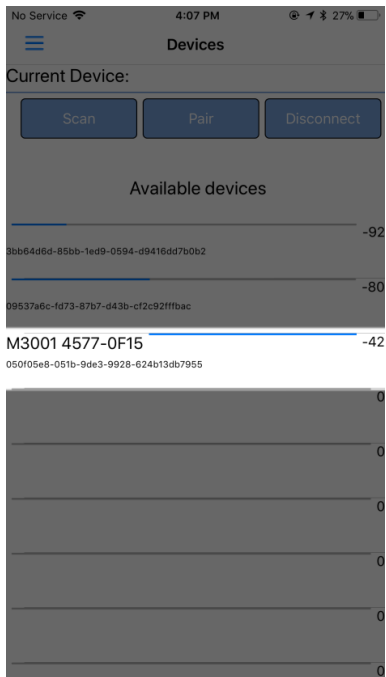 No Service 4:07 PM 27%
Devices
Current Device:
Scan Pair Disconnect
Available devices
-92
3bb64d6d-85bb-1ed9-0594-d9416dd7b0b2
-80
09537a6c-fd73-87b7-d43b-cf2c92fffbac
M3001 4577-0F15 -42
050f05e8-051b-9de3-9928-624b13db7955
0
0
0
0
0
0